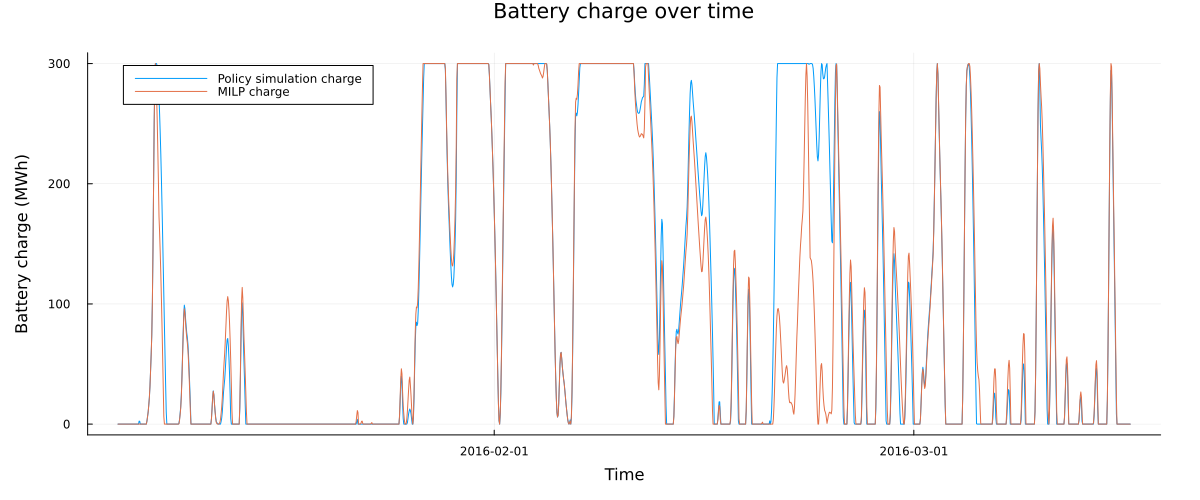 Battery charge over time
Policy simulation charge
MILP charge
Battery charge (MWh)
300
200
100
0
2016-02-01
2016-03-01
Time